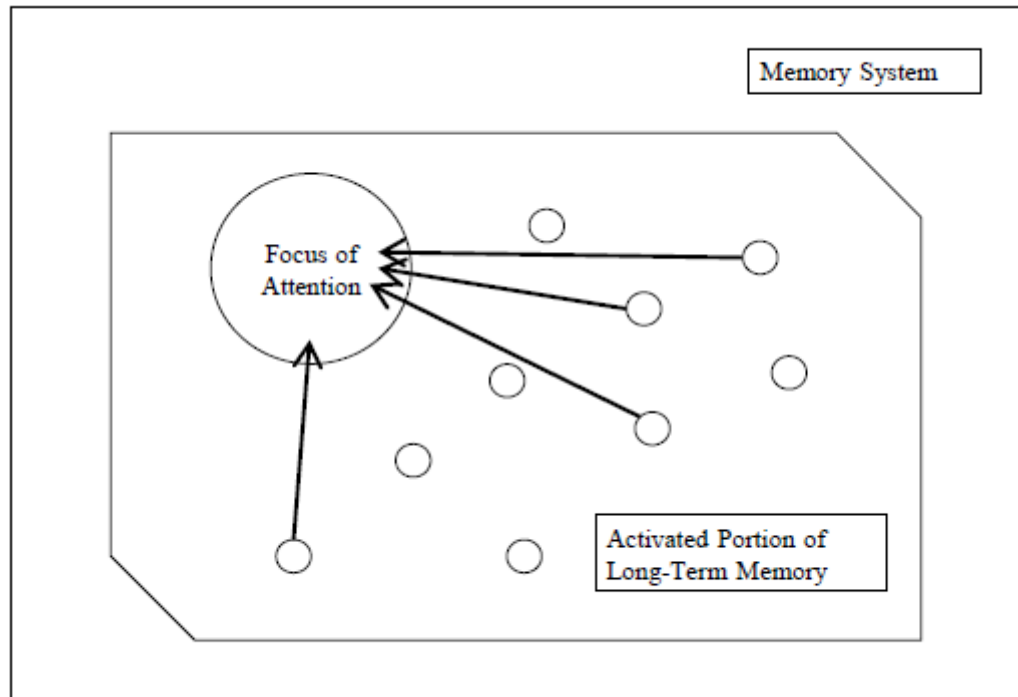 Memory System
Focus of
Attention
Activated Portion of
Long-Term Memory